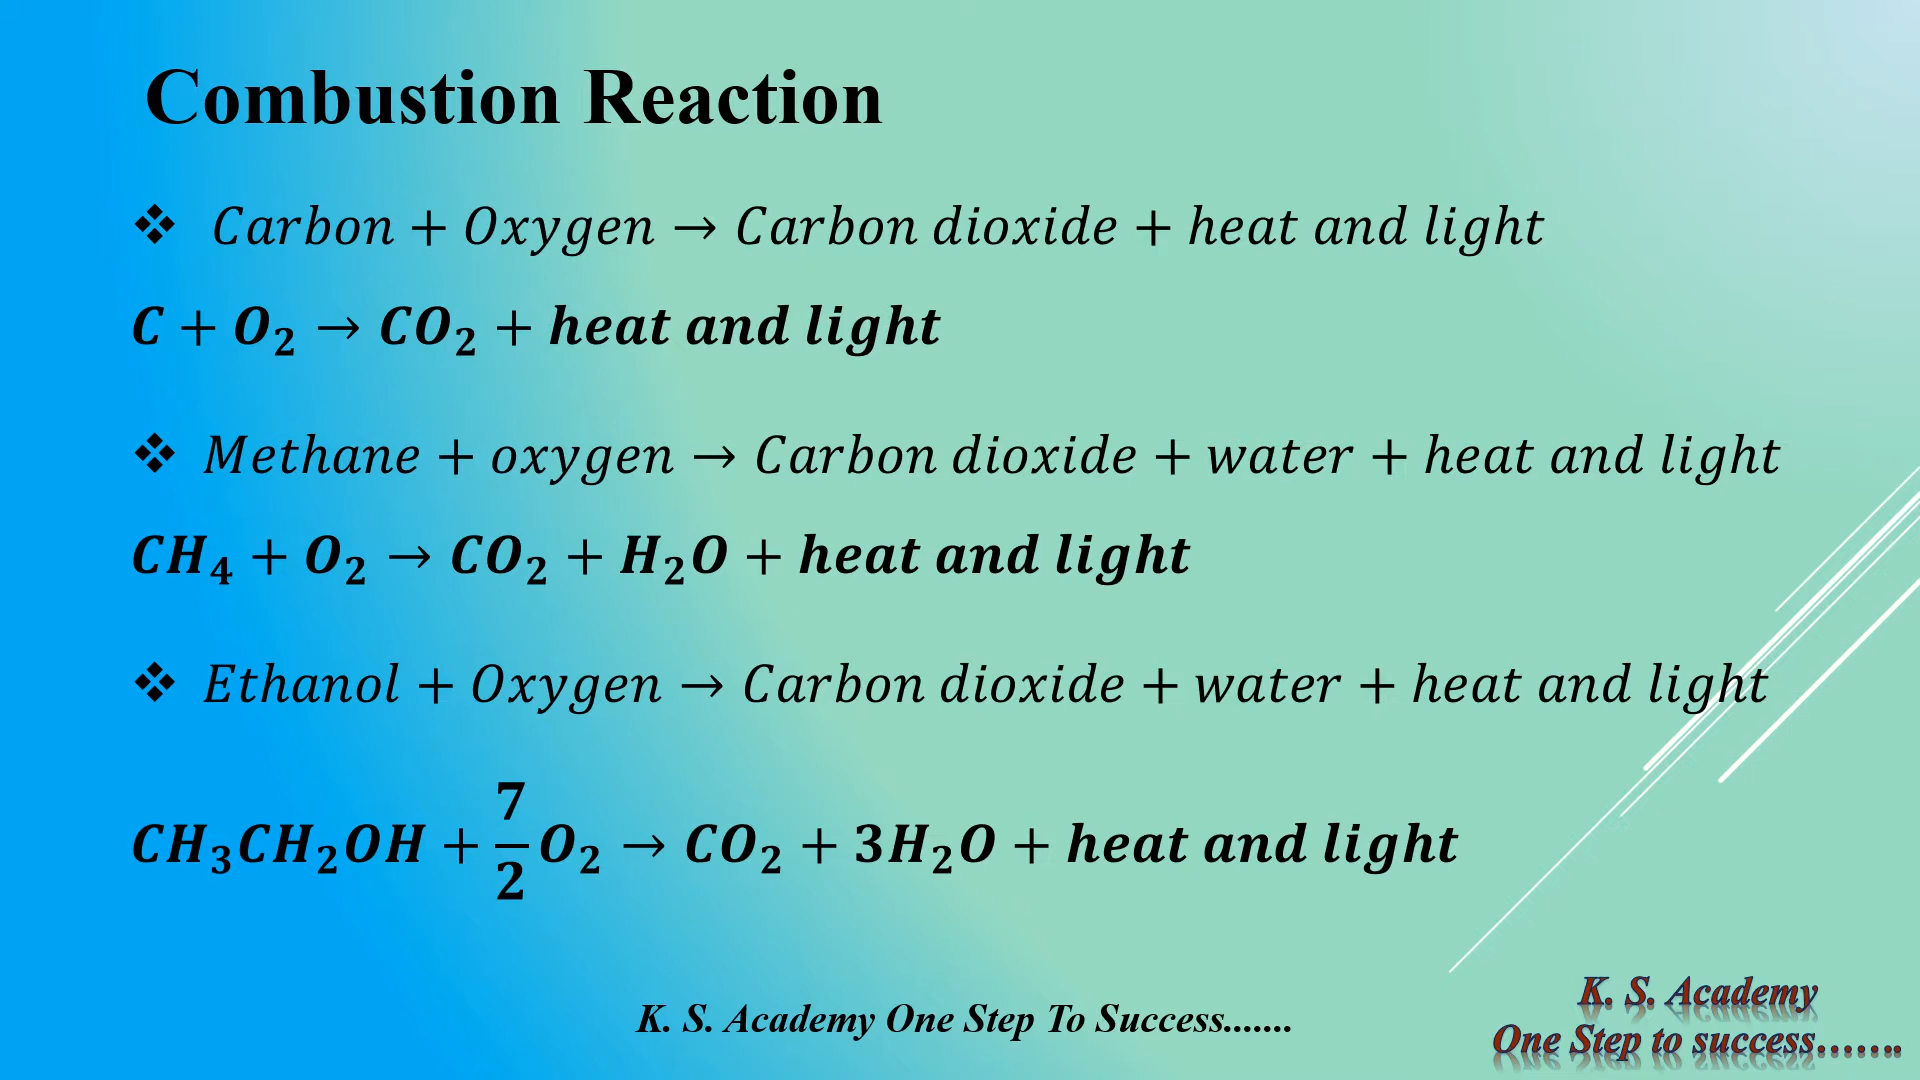 Combustion Reaction
❖ Carbon + Oxygen → Carbon dioxide + heat and light
C + O₂ → CO₂ + heat and light
❖ Methane + oxygen → Carbon dioxide + water + heat and light
CH₄ + O₂ → CO₂ + H₂O + heat and light
❖ Ethanol + Oxygen → Carbon dioxide + water + heat and light
CH₃CH₂OH + 7/2 O₂ → CO₂ + 3H₂O + heat and light
K. S. Academy One Step To Success.......
K. S. Academy
One Step to success.......